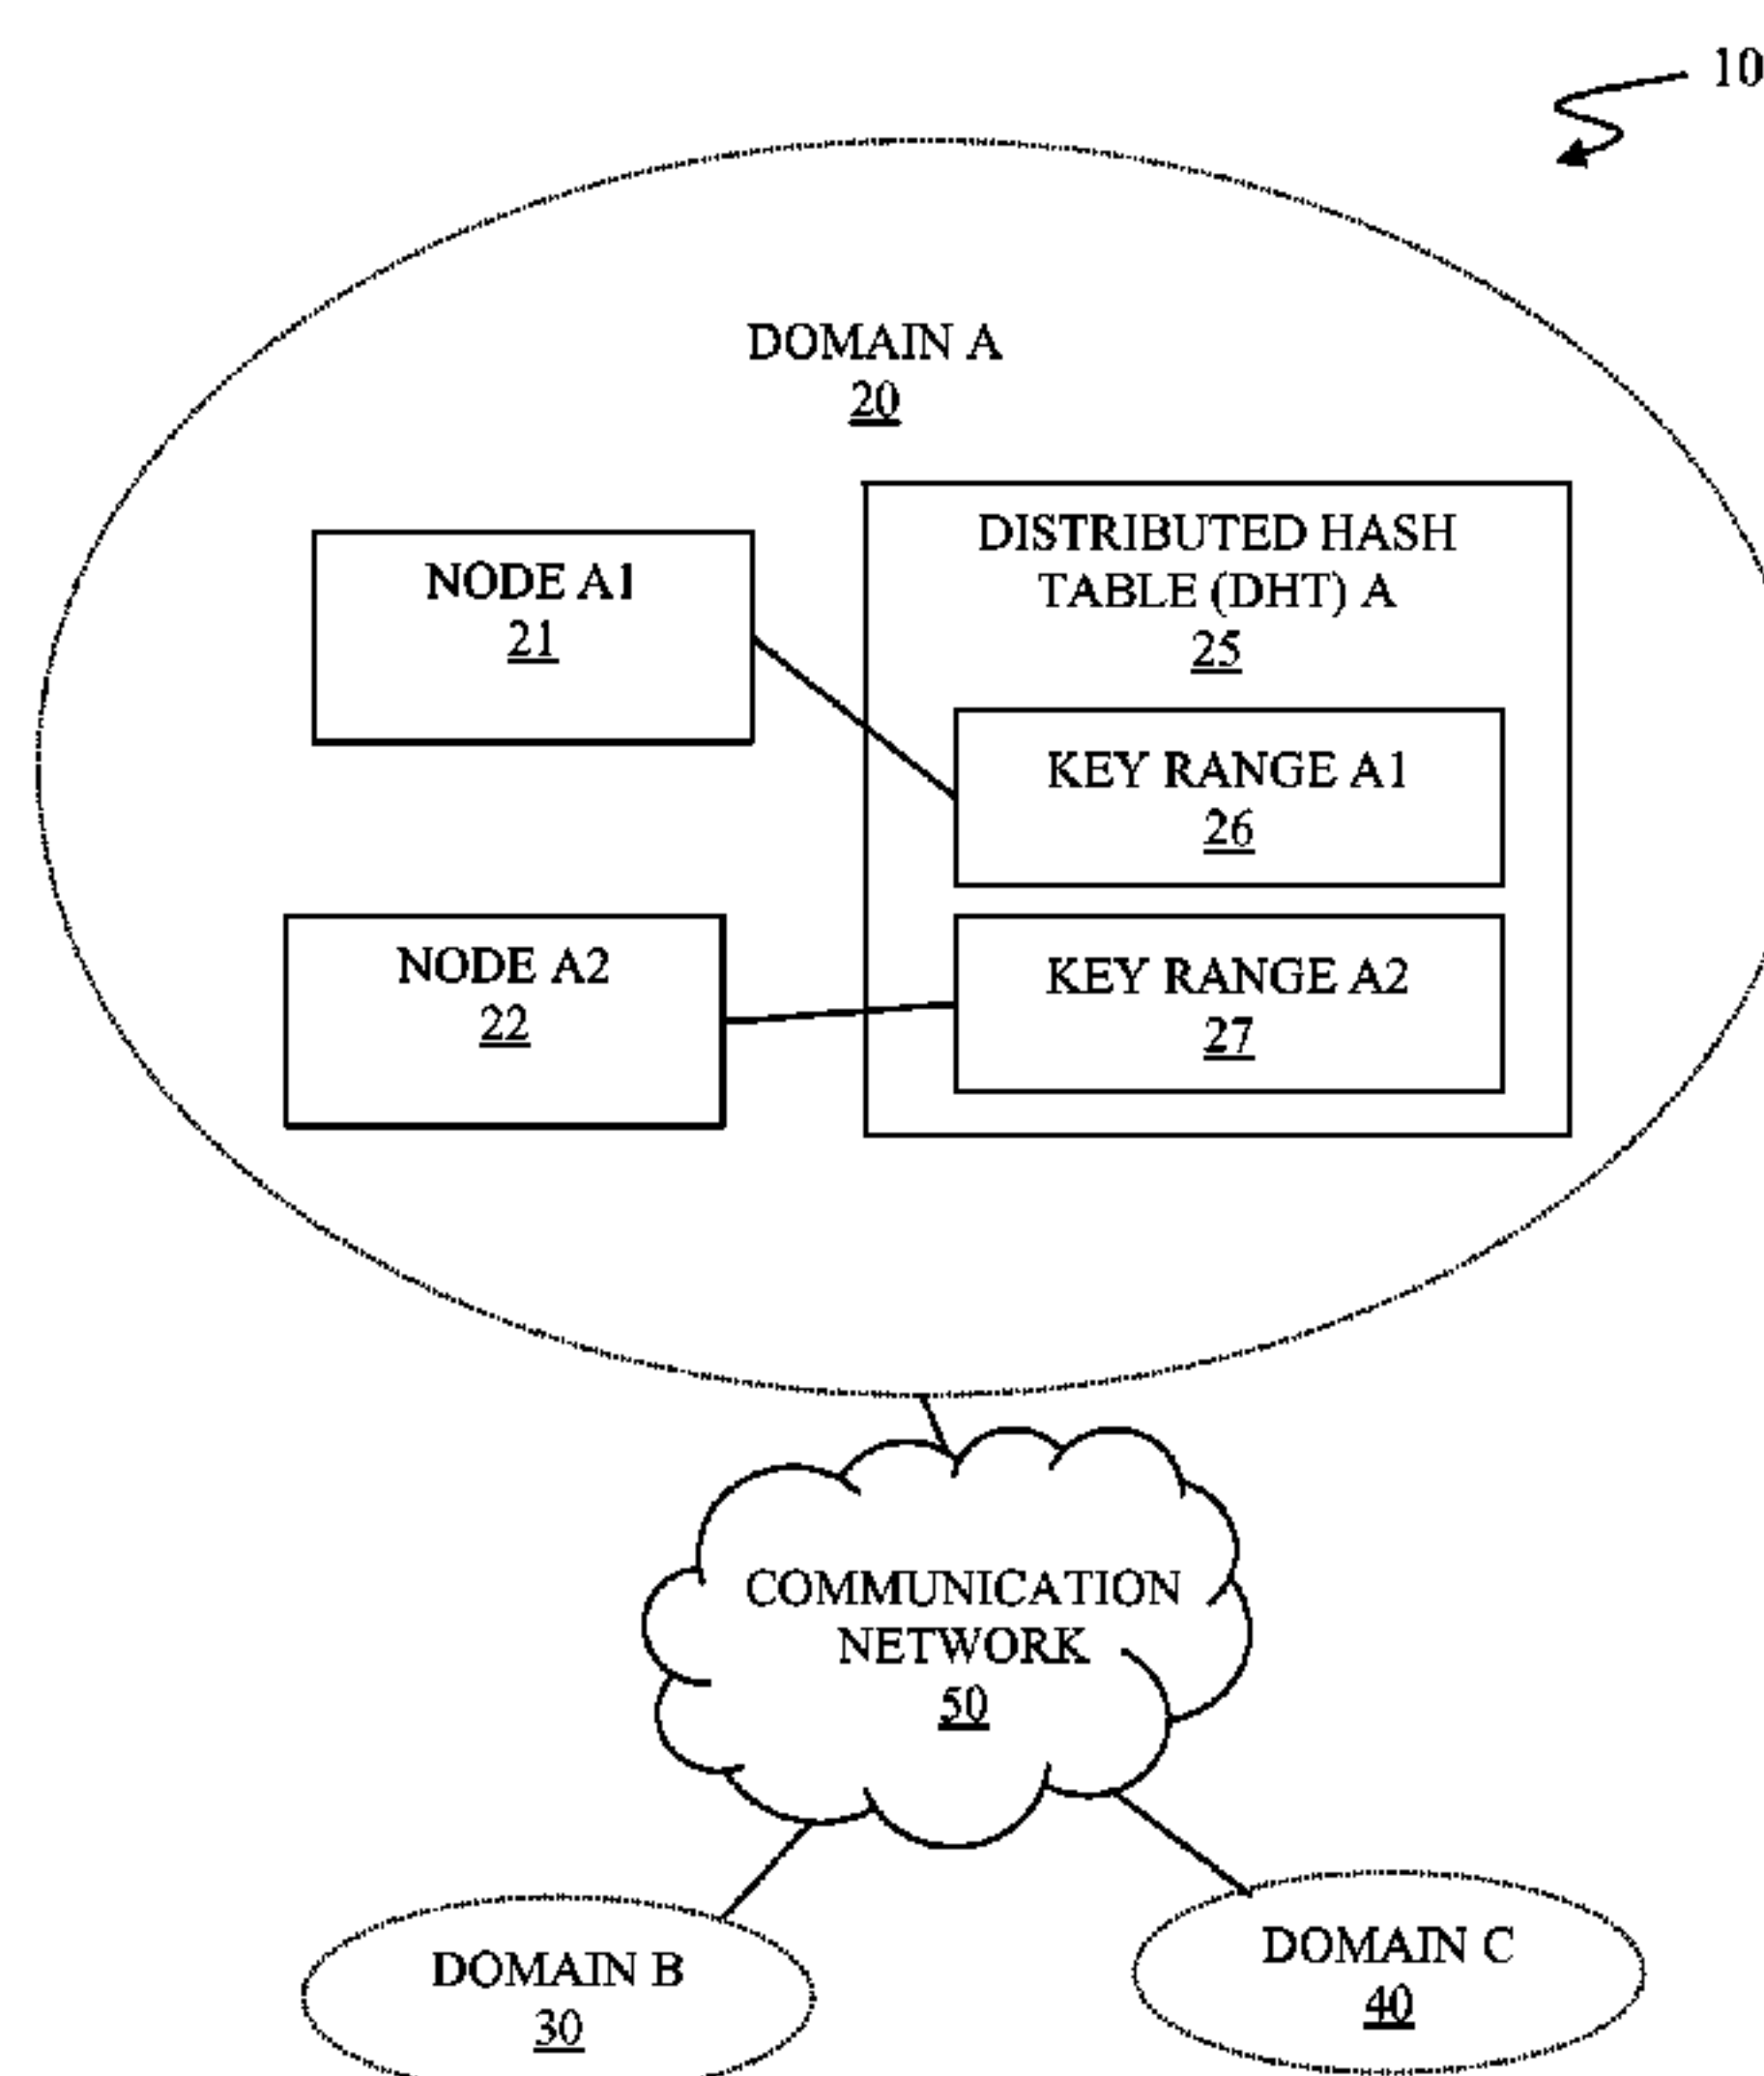 10
DOMAIN A
20
DISTRIBUTED HASH
TABLE (DHT) A
25
NODE A1
21
KEY RANGE A1
26
NODE A2
22
KEY RANGE A2
27
COMMUNICATION
NETWORK
50
DOMAIN B
30
DOMAIN C
40